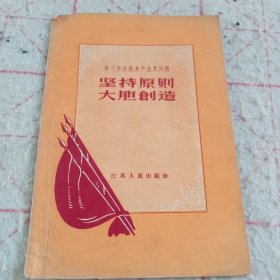 学习和发扬共产主义风格
坚持原则
大胆創造
江苏人民出版社